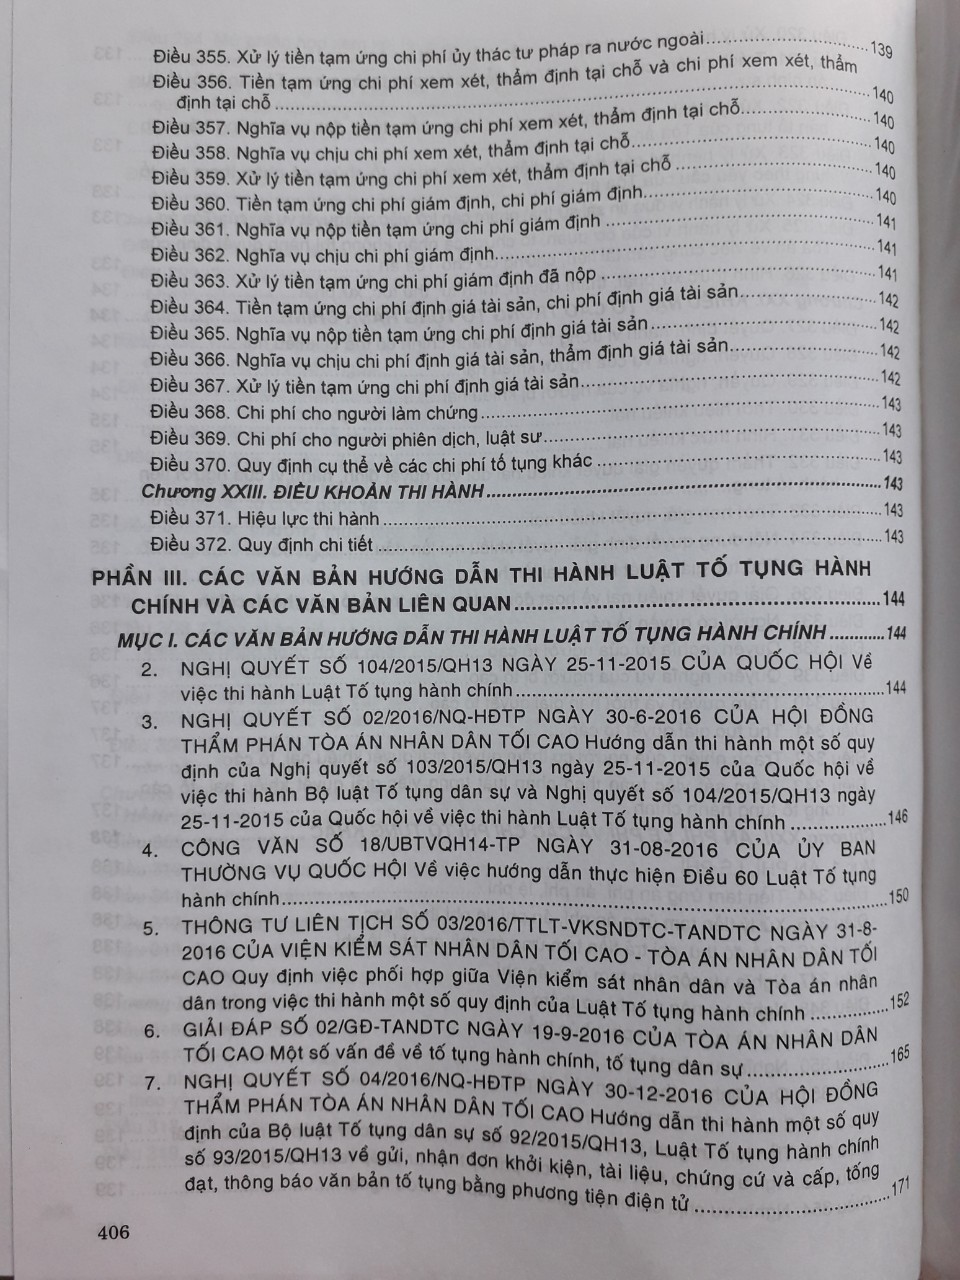 Điều 355. Xử lý tiền tạm ứng chi phí ủy thác tư pháp ra nước ngoài..........139
Điều 356. Tiền tạm ứng chi phí xem xét, thẩm định tại chỗ và chi phí xem xét, thẩm
định tại chỗ..........140
Điều 357. Nghĩa vụ nộp tiền tạm ứng chi phí xem xét, thẩm định tại chỗ..........140
Điều 358. Nghĩa vụ chịu chi phí xem xét, thẩm định tại chỗ..........140
Điều 359. Xử lý tiền tạm ứng chi phí xem xét, thẩm định tại chỗ..........140
Điều 360. Tiền tạm ứng chi phí giám định, chi phí giám định..........140
Điều 361. Nghĩa vụ nộp tiền tạm ứng chi phí giám định..........141
Điều 362. Nghĩa vụ chịu chi phí giám định..........141
Điều 363. Xử lý tiền tạm ứng chi phí giám định đã nộp..........141
Điều 364. Tiền tạm ứng chi phí định giá tài sản, chi phí định giá tài sản..........142
Điều 365. Nghĩa vụ nộp tiền tạm ứng chi phí định giá tài sản..........142
Điều 366. Nghĩa vụ chịu chi phí định giá tài sản, thẩm định giá tài sản..........142
Điều 367. Xử lý tiền tạm ứng chi phí định giá tài sản..........142
Điều 368. Chi phí cho người làm chứng..........143
Điều 369. Chi phí cho người phiên dịch, luật sư..........143
Điều 370. Quy định cụ thể về các chi phí tố tụng khác..........143
Chương XXIII. ĐIỀU KHOẢN THI HÀNH..........143
Điều 371. Hiệu lực thi hành..........143
Điều 372. Quy định chi tiết..........143
PHẦN III. CÁC VĂN BẢN HƯỚNG DẪN THI HÀNH LUẬT TỐ TỤNG HÀNH
CHÍNH VÀ CÁC VĂN BẢN LIÊN QUAN..........144
MỤC I. CÁC VĂN BẢN HƯỚNG DẪN THI HÀNH LUẬT TỐ TỤNG HÀNH CHÍNH..........144
2. NGHỊ QUYẾT SỐ 104/2015/QH13 NGÀY 25-11-2015 CỦA QUỐC HỘI Về
việc thi hành Luật Tố tụng hành chính..........144
3. NGHỊ QUYẾT SỐ 02/2016/NQ-HĐTP NGÀY 30-6-2016 CỦA HỘI ĐỒNG
THẨM PHÁN TÒA ÁN NHÂN DÂN TỐI CAO Hướng dẫn thi hành một số quy
định của Nghị quyết số 103/2015/QH13 ngày 25-11-2015 của Quốc hội về
việc thi hành Bộ luật Tố tụng dân sự và Nghị quyết số 104/2015/QH13 ngày
25-11-2015 của Quốc hội về việc thi hành Luật Tố tụng hành chính..........146
4. CÔNG VĂN SỐ 18/UBTVQH14-TP NGÀY 31-08-2016 CỦA ỦY BAN
THƯỜNG VỤ QUỐC HỘI Về việc hướng dẫn thực hiện Điều 60 Luật Tố tụng
hành chính..........150
5. THÔNG TƯ LIÊN TỊCH SỐ 03/2016/TTLT-VKSNDTC-TANDTC NGÀY 31-8-
2016 CỦA VIỆN KIỂM SÁT NHÂN DÂN TỐI CAO - TÒA ÁN NHÂN DÂN TỐI
CAO Quy định việc phối hợp giữa Viện kiểm sát nhân dân và Tòa án nhân
dân trong việc thi hành một số quy định của Luật Tố tụng hành chính..........152
6. GIẢI ĐÁP SỐ 02/GĐ-TANDTC NGÀY 19-9-2016 CỦA TÒA ÁN NHÂN DÂN
TỐI CAO Một số vấn đề về tố tụng hành chính, tố tụng dân sự..........165
7. NGHỊ QUYẾT SỐ 04/2016/NQ-HĐTP NGÀY 30-12-2016 CỦA HỘI ĐỒNG
THẨM PHÁN TÒA ÁN NHÂN DÂN TỐI CAO Hướng dẫn thi hành một số quy
định của Bộ luật Tố tụng dân sự số 92/2015/QH13, Luật Tố tụng hành chính
số 93/2015/QH13 về gửi, nhận đơn khởi kiện, tài liệu, chứng cứ và cấp, tống
đạt, thông báo văn bản tố tụng bằng phương tiện điện tử..........171
406